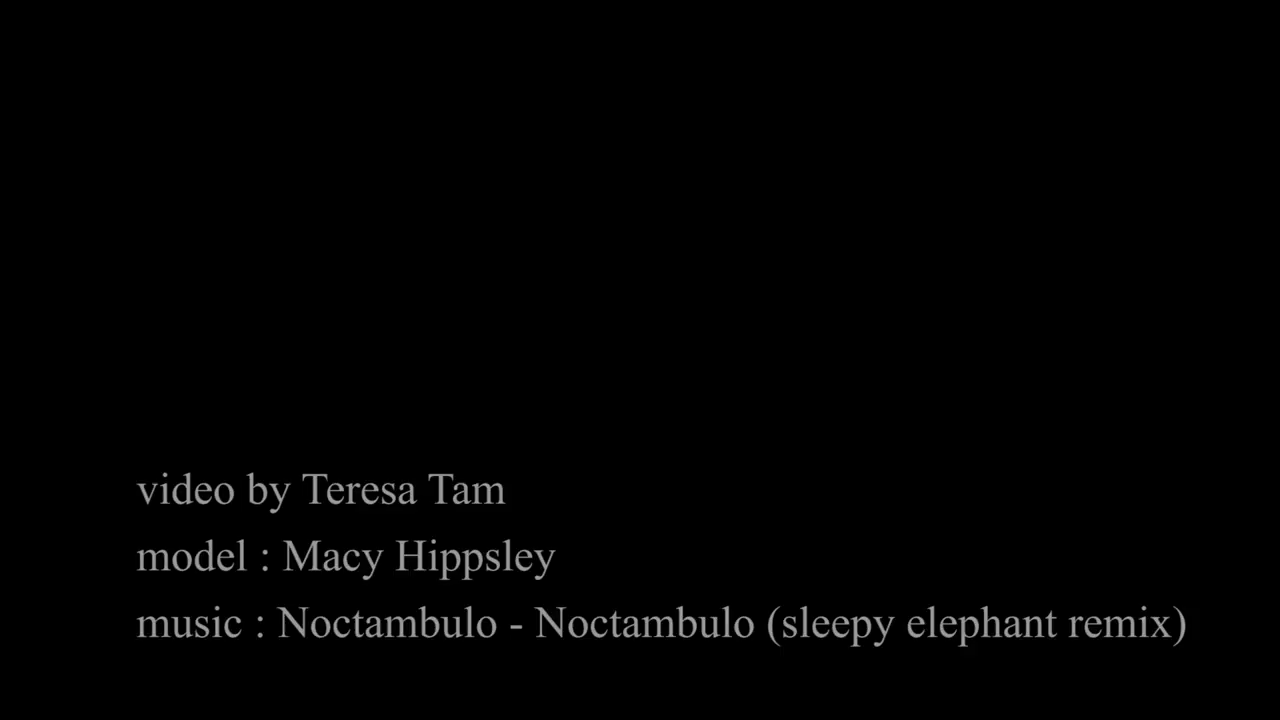 video by Teresa Tam
model : Macy Hippsley
music : Noctambulo - Noctambulo (sleepy elephant remix)